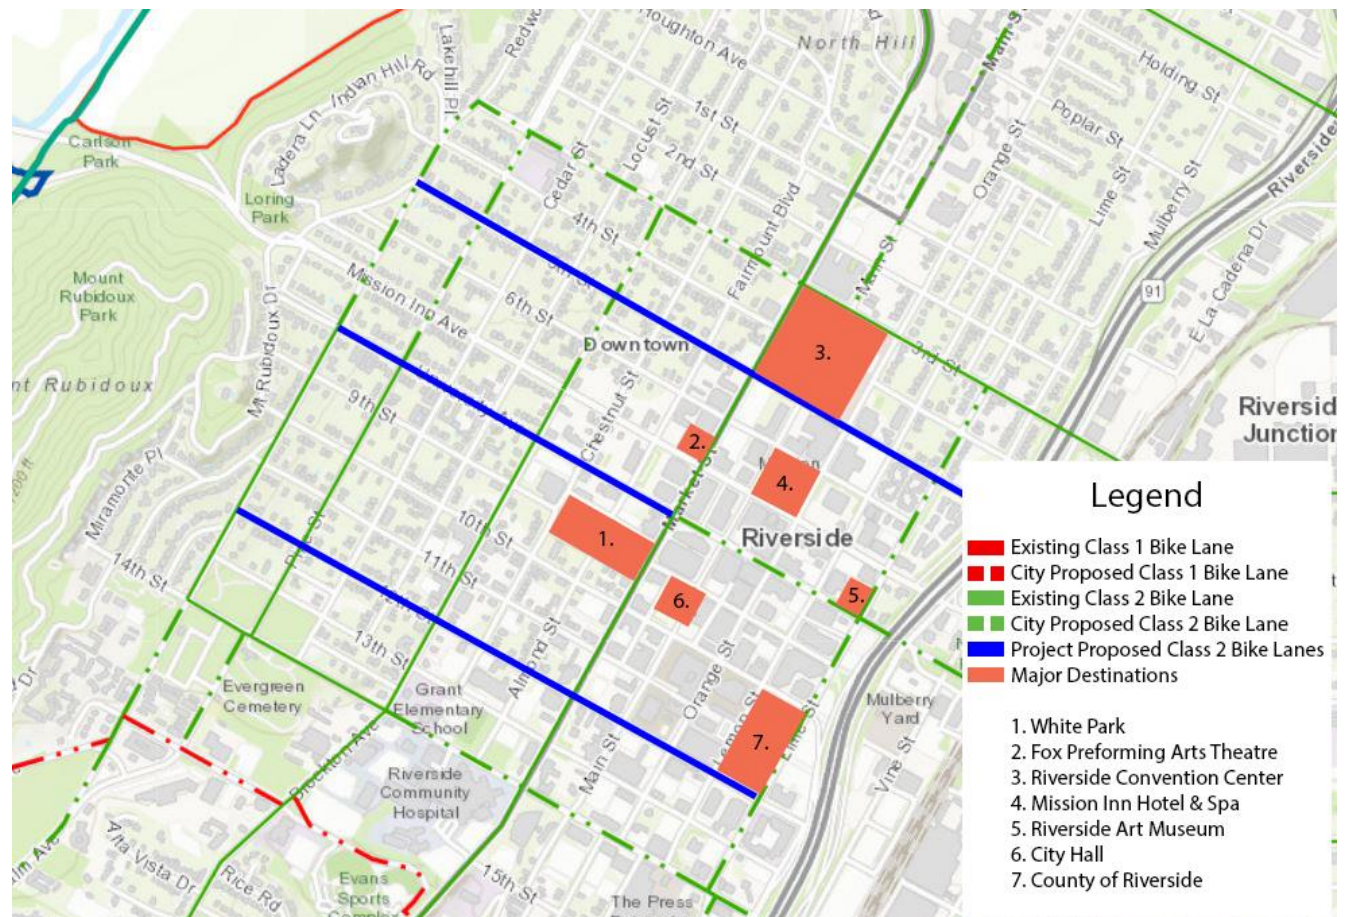 Houghton Ave
North Hill
Main St
Holding St
Lakehill Pl
Indian Hill Rd
Ladera Ln
Locust St
1st St
Poplar St
Carlson
Park
2nd St
Cedar St
Orange St
Riverside
Loring
Park
4th St
Fairmount Blvd
Lime St
Mulberry St
Main St
E La Cadena Dr
Mount
Rubidoux
Park
Mission Inn Ave
6th St
91
Mt Rubidoux Dr
Downtown
3.
3rd St
nt Rubidoux
9th St
Chestnut St
2.
Market St
4.
Riversid
Junction
1200 ft
Miramonte Pl
10th St
1.
Riverside
14th St
11th St
6.
5.
12th St
13th St
Almond St
Orange St
Evergreen
Cemetery
Grant
Elementary
School
Mulberry
Yard
7.
Lime St
Brockton Ave
Riverside
Community
Hospital
Main St
Vine St
Alta Vista Dr
Rice Rd
Evans
Sports
15th St
The Press
Legend
Existing Class 1 Bike Lane
City Proposed Class 1 Bike Lane
Existing Class 2 Bike Lane
City Proposed Class 2 Bike Lane
Project Proposed Class 2 Bike Lanes
Major Destinations
1. White Park
2. Fox Preforming Arts Theatre
3. Riverside Convention Center
4. Mission Inn Hotel & Spa
5. Riverside Art Museum
6. City Hall
7. County of Riverside